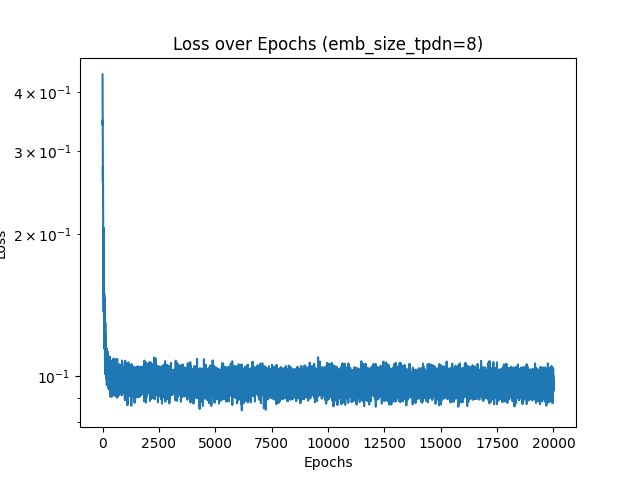 Loss over Epochs (emb_size_tpdn=8)
4 × 10⁻¹
3 × 10⁻¹
2 × 10⁻¹
10⁻¹
Loss
0 2500 5000 7500 10000 12500 15000 17500 20000
Epochs